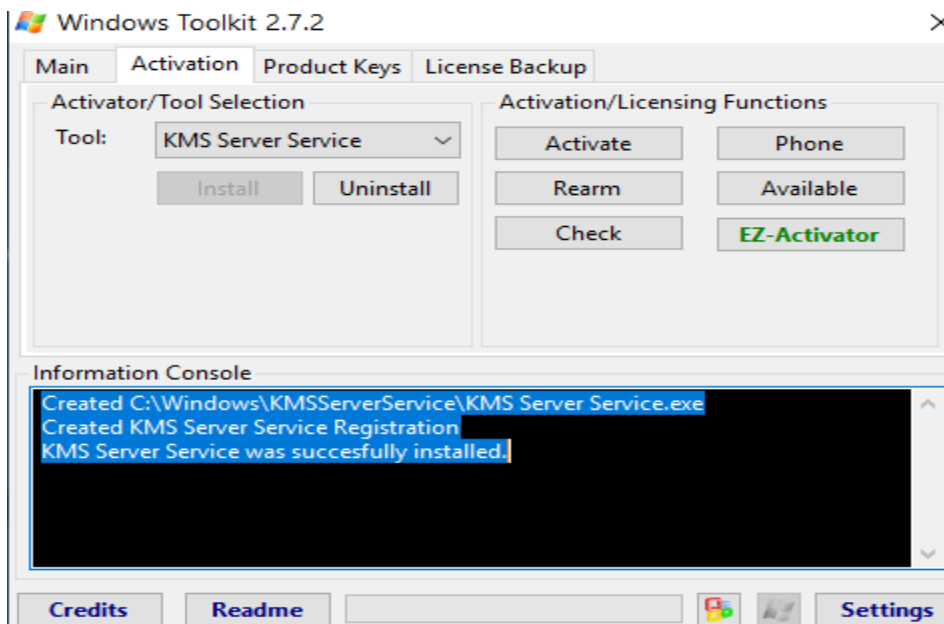 Windows Toolkit 2.7.2
Main Activation Product Keys License Backup
Activator/Tool Selection
Tool: KMS Server Service
Install Uninstall
Activation/Licensing Functions
Activate Phone
Rearm Available
Check EZ-Activator
Information Console
Created C:\Windows\KMSServerService\KMS Server Service.exe
Created KMS Server Service Registration
KMS Server Service was succesfully installed.
Credits Readme Settings